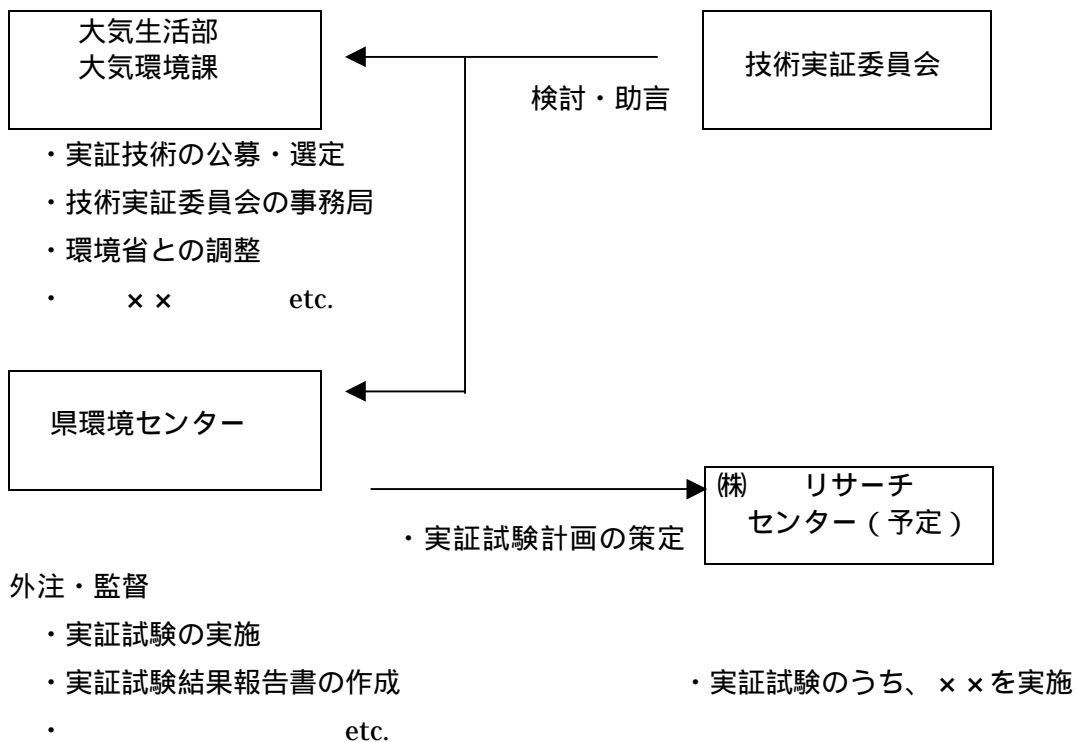 大気生活部
大気環境課
技術実証委員会
検討・助言
・実証技術の公募・選定
・技術実証委員会の事務局
・環境省との調整
・　　××　　　etc.
県環境センター
㈱　　リサーチ
センター（予定）
・実証試験計画の策定
外注・監督
・実証試験の実施
・実証試験結果報告書の作成
・実証試験のうち、××を実施
・　　　　　　　　etc.